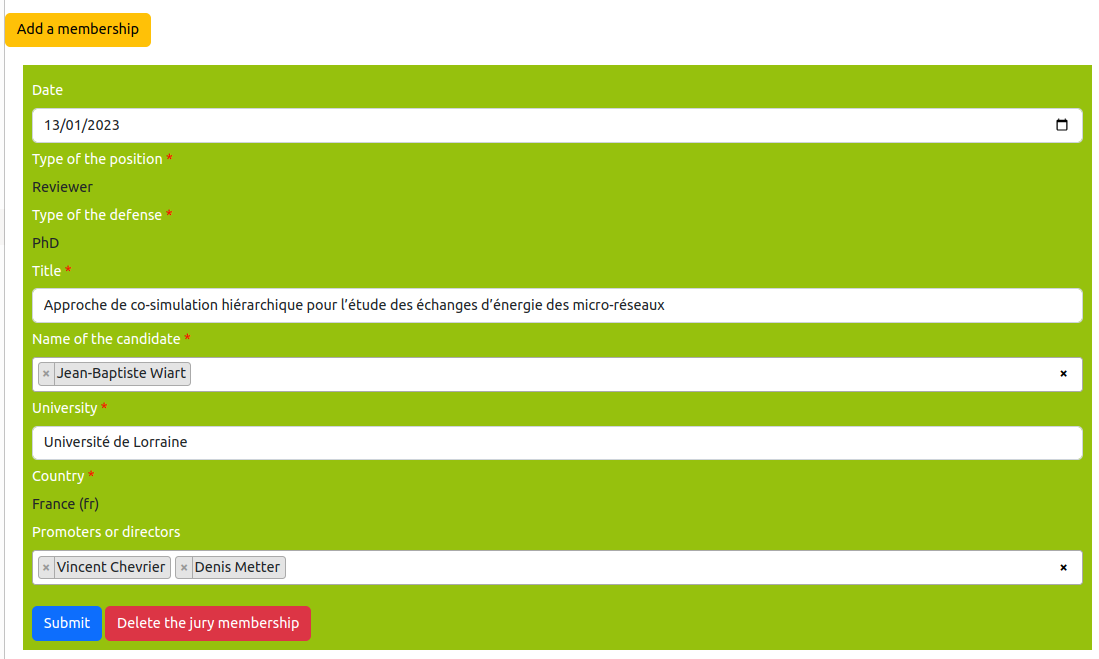 Add a membership
Date
13/01/2023
Type of the position *
Reviewer
Type of the defense *
PhD
Title *
Approche de co-simulation hiérarchique pour l’étude des échanges d’énergie des micro-réseaux
Name of the candidate *
× Jean-Baptiste Wiart ×
University *
Université de Lorraine
Country *
France (fr)
Promoters or directors
× Vincent Chevrier × Denis Metter ×
Submit Delete the jury membership